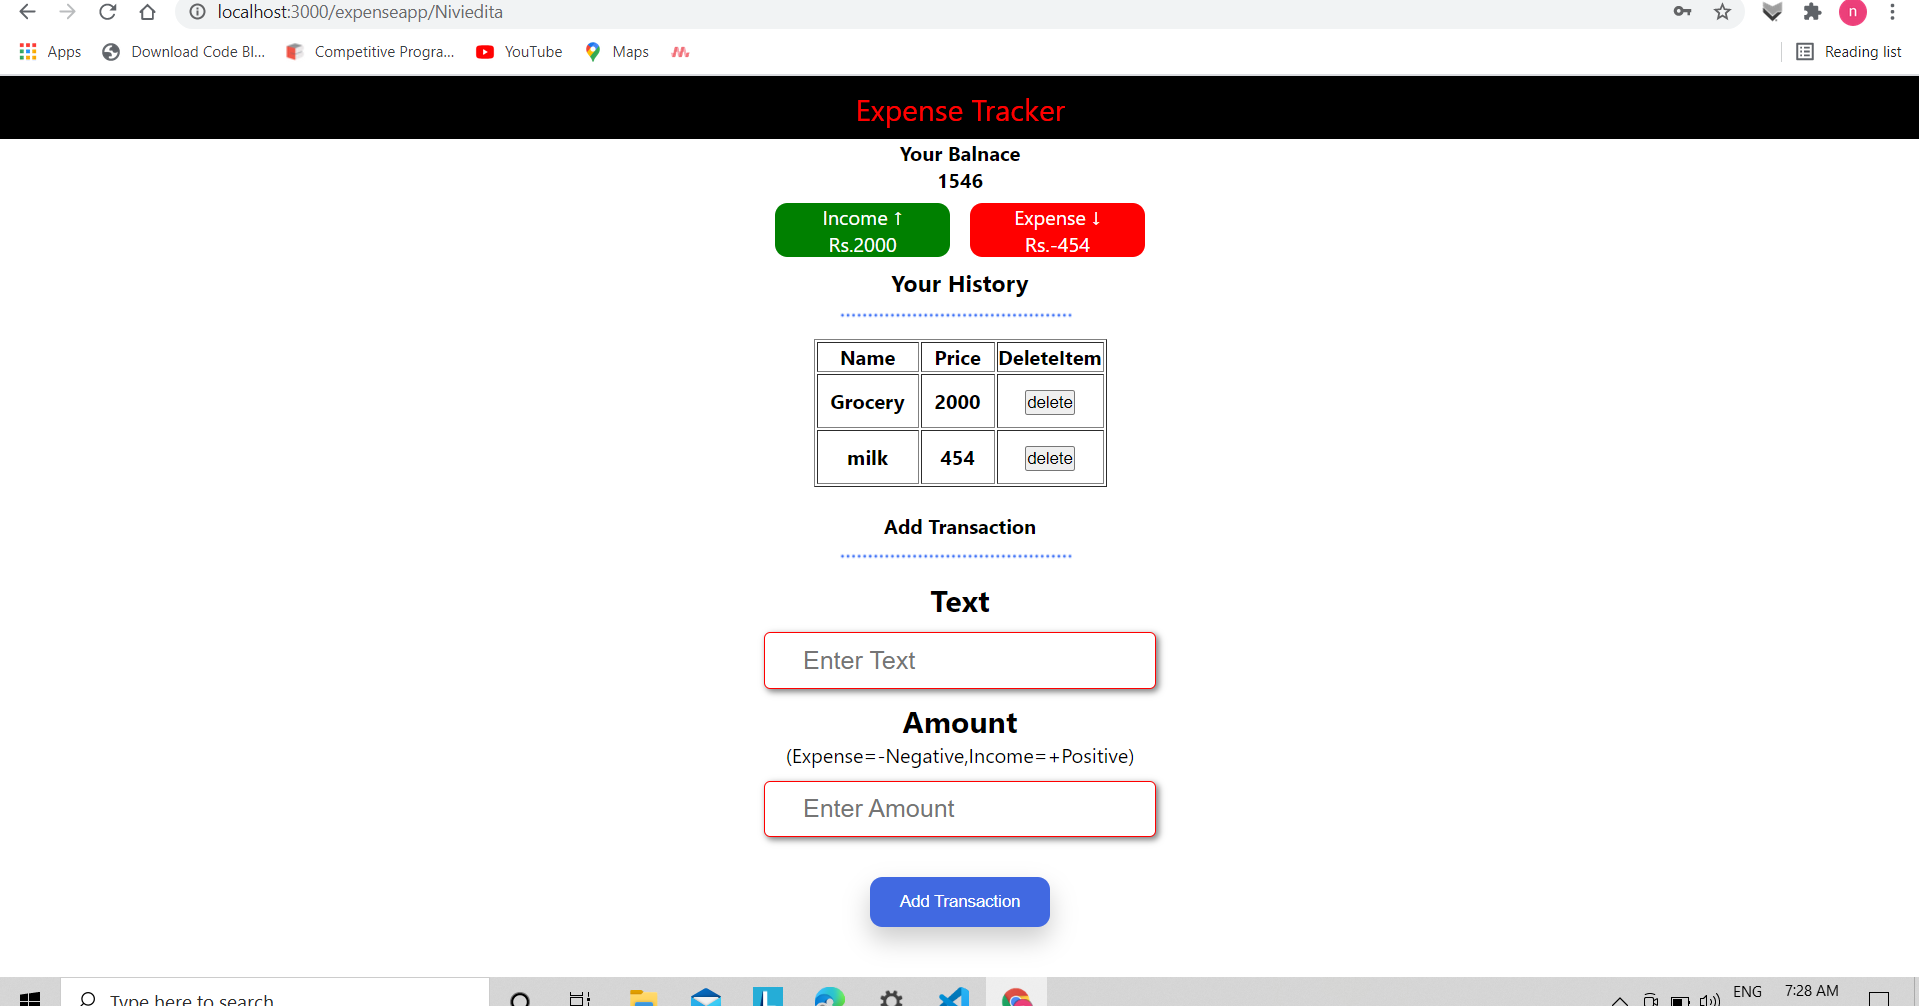 localhost:3000/expenseapp/Niviedita
n
Apps Download Code Bl... Competitive Progra... YouTube Maps Reading list
Expense Tracker
Your Balnace
1546
Income ↑ Expense ↓
Rs.2000 Rs.-454
Your History
Name Price DeleteItem
Grocery 2000 delete
milk 454 delete
Add Transaction
Text
Enter Text
Amount
(Expense=-Negative,Income=+Positive)
Enter Amount
Add Transaction
Type here to search
ENG 7:28 AM